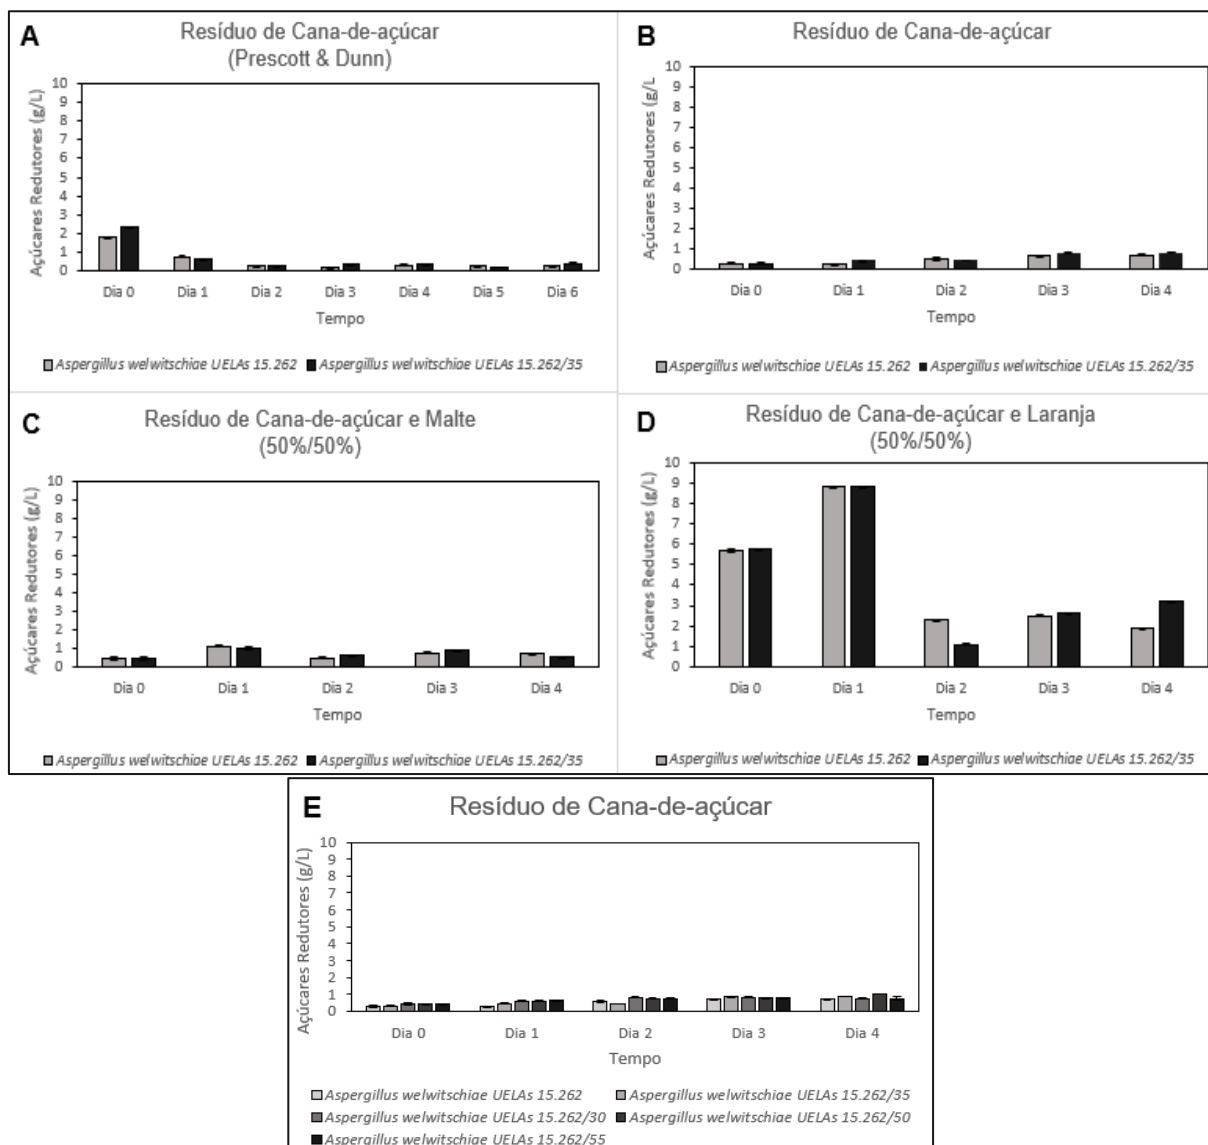 A
Resíduo de Cana-de-açúcar
(Prescott & Dunn)
Açúcares Redutores (g/L)
10
9
8
7
6
5
4
3
2
1
0
Dia 0 Dia 1 Dia 2 Dia 3 Dia 4 Dia 5 Dia 6
Tempo
Aspergillus welwitschiae UELAs 15.262 Aspergillus welwitschiae UELAs 15.262/35
B
Resíduo de Cana-de-açúcar
Açúcares Redutores (g/L
10
9
8
7
6
5
4
3
2
1
0
Dia 0 Dia 1 Dia 2 Dia 3 Dia 4
Tempo
Aspergillus welwitschiae UELAs 15.262 Aspergillus welwitschiae UELAs 15.262/35
C
Resíduo de Cana-de-açúcar e Malte
(50%/50%)
Açúcares Redutores (g/L)
10
9
8
7
6
5
4
3
2
1
0
Dia 0 Dia 1 Dia 2 Dia 3 Dia 4
Tempo
Aspergillus welwitschiae UELAs 15.262 Aspergillus welwitschiae UELAs 15.262/35
D
Resíduo de Cana-de-açúcar e Laranja
(50%/50%)
Açúcares Redutores (g/L)
10
9
8
7
6
5
4
3
2
1
0
Dia 0 Dia 1 Dia 2 Dia 3 Dia 4
Tempo
Aspergillus welwitschiae UELAs 15.262 Aspergillus welwitschiae UELAs 15.262/35
E
Resíduo de Cana-de-açúcar
Açúcares Redutores (g/L)
10
9
8
7
6
5
4
3
2
1
0
Dia 0 Dia 1 Dia 2 Dia 3 Dia 4
Tempo
Aspergillus welwitschiae UELAs 15.262 Aspergillus welwitschiae UELAs 15.262/35
Aspergillus welwitschiae UELAs 15.262/30 Aspergillus welwitschiae UELAs 15.262/50
Aspergillus welwitschiae UELAs 15.262/55